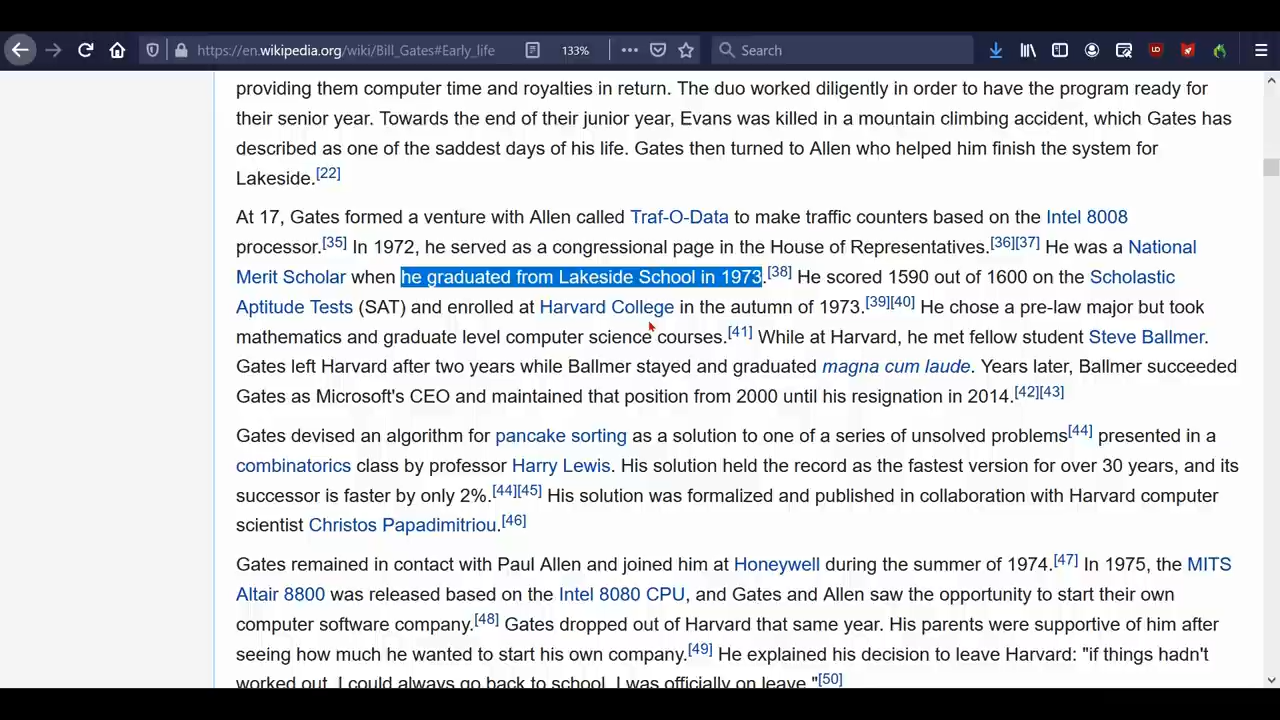 https://en.wikipedia.org/wiki/Bill_Gates#Early_life 133% Search
providing them computer time and royalties in return. The duo worked diligently in order to have the program ready for
their senior year. Towards the end of their junior year, Evans was killed in a mountain climbing accident, which Gates has
described as one of the saddest days of his life. Gates then turned to Allen who helped him finish the system for
Lakeside.[22]
At 17, Gates formed a venture with Allen called Traf-O-Data to make traffic counters based on the Intel 8008
processor.[35] In 1972, he served as a congressional page in the House of Representatives.[36][37] He was a National
Merit Scholar when he graduated from Lakeside School in 1973.[38] He scored 1590 out of 1600 on the Scholastic
Aptitude Tests (SAT) and enrolled at Harvard College in the autumn of 1973.[39][40] He chose a pre-law major but took
mathematics and graduate level computer science courses.[41] While at Harvard, he met fellow student Steve Ballmer.
Gates left Harvard after two years while Ballmer stayed and graduated magna cum laude. Years later, Ballmer succeeded
Gates as Microsoft's CEO and maintained that position from 2000 until his resignation in 2014.[42][43]
Gates devised an algorithm for pancake sorting as a solution to one of a series of unsolved problems[44] presented in a
combinatorics class by professor Harry Lewis. His solution held the record as the fastest version for over 30 years, and its
successor is faster by only 2%.[44][45] His solution was formalized and published in collaboration with Harvard computer
scientist Christos Papadimitriou.[46]
Gates remained in contact with Paul Allen and joined him at Honeywell during the summer of 1974.[47] In 1975, the MITS
Altair 8800 was released based on the Intel 8080 CPU, and Gates and Allen saw the opportunity to start their own
computer software company.[48] Gates dropped out of Harvard that same year. His parents were supportive of him after
seeing how much he wanted to start his own company.[49] He explained his decision to leave Harvard: "if things hadn't
worked out, I could always go back to school. I was officially on leave."[50]